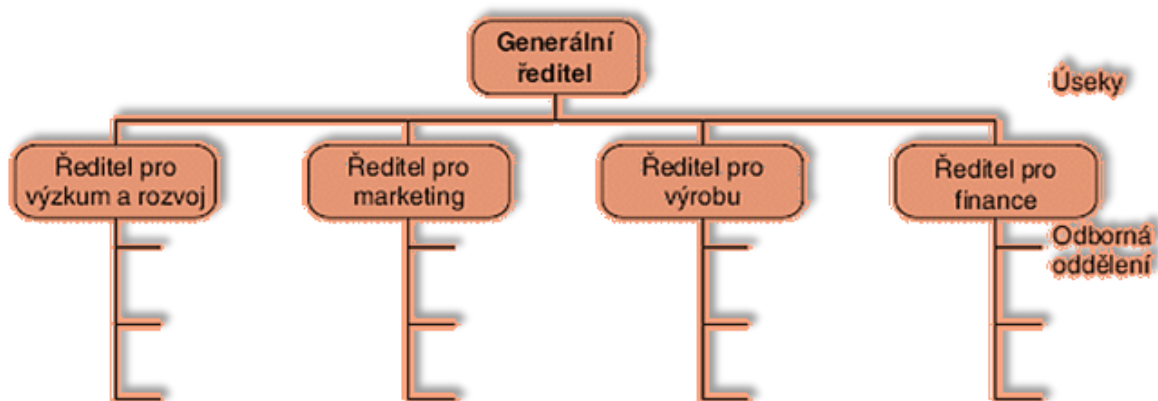 Generální
ředitel
Úseky
Ředitel pro
výzkum a rozvoj
Ředitel pro
marketing
Ředitel pro
výrobu
Ředitel pro
finance
Odborná
oddělení